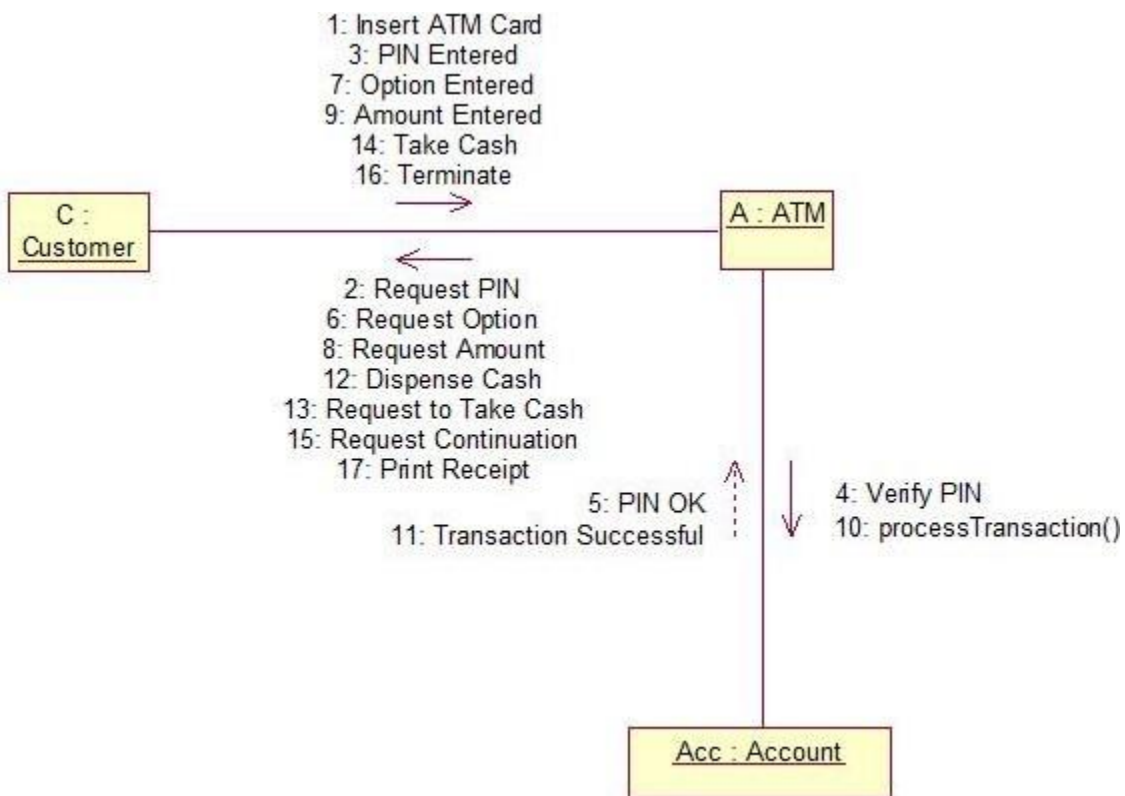 1: Insert ATM Card
3: PIN Entered
7: Option Entered
9: Amount Entered
14: Take Cash
16: Terminate
C :
Customer
A : ATM
2: Request PIN
6: Request Option
8: Request Amount
12: Dispense Cash
13: Request to Take Cash
15: Request Continuation
17: Print Receipt
5: PIN OK
11: Transaction Successful
4: Verify PIN
10: processTransaction()
Acc : Account